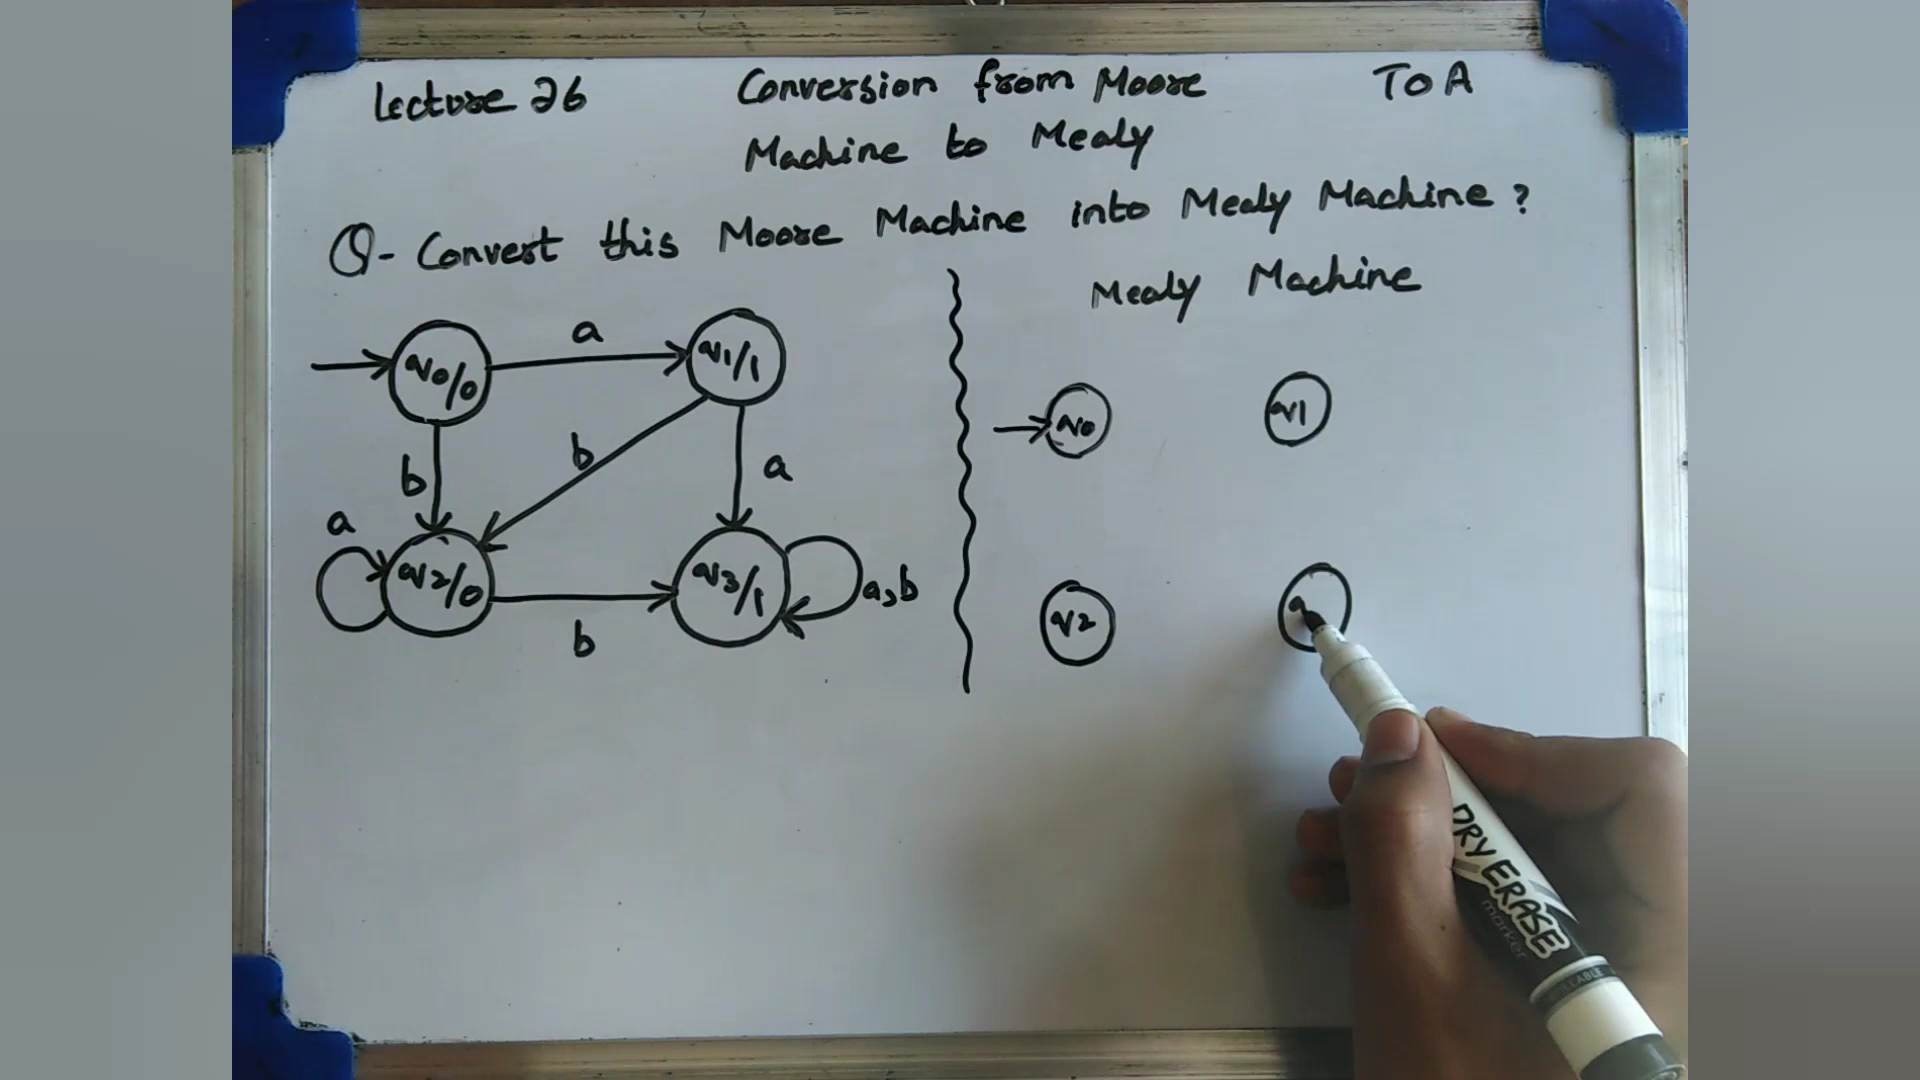 Lecture 26 Conversion from Moore TOA
Machine to Mealy
Q- Convert this Moore Machine into Mealy Machine ?
Mealy Machine
q0/0
a
q1/1
b
b
a
a
q2/0
b
q3/1
a,b
q0
q1
q2
q
DRY ERASE
marker